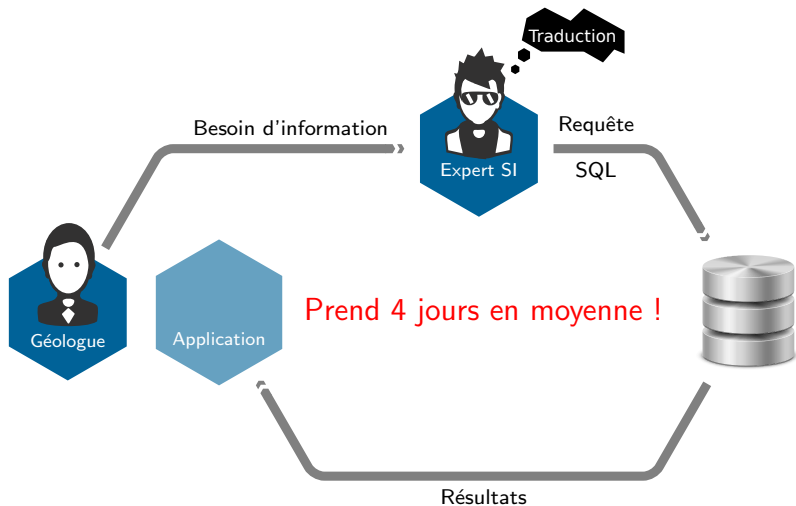 Traduction
Besoin d'information
Expert SI
Requête
SQL
Géologue
Application
Prend 4 jours en moyenne !
Résultats